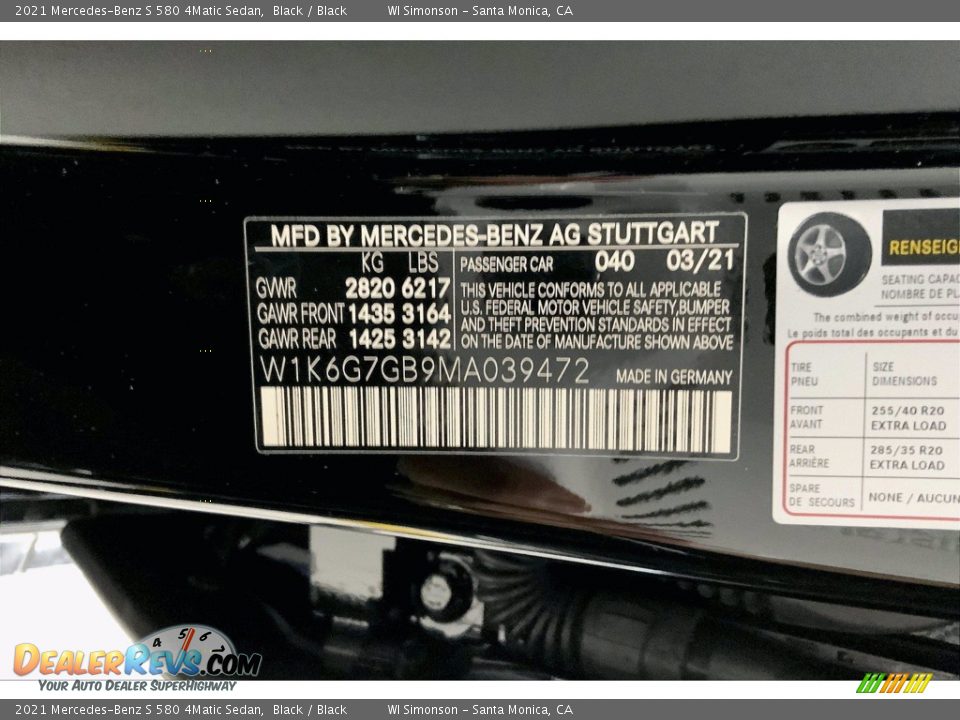 2021 Mercedes-Benz S 580 4Matic Sedan,  Black / Black  WI Simonson - Santa Monica, CA
MFD BY MERCEDES-BENZ AG STUTTGART
KG LBS
GVWR 2820 6217
GAWR FRONT 1435 3164
GAWR REAR 1425 3142
PASSENGER CAR 040 03/21
THIS VEHICLE CONFORMS TO ALL APPLICABLE
U.S. FEDERAL MOTOR VEHICLE SAFETY, BUMPER
AND THEFT PREVENTION STANDARDS IN EFFECT
ON THE DATE OF MANUFACTURE SHOWN ABOVE
W1K6G7GB9MA039472 MADE IN GERMANY
RENSEIG
SEATING CAPAC
NOMBRE DE PL
The combined weight of occup
Le poids total des occupants et du
TIRE SIZE
PNEU DIMENSIONS
FRONT 255/40 R20
AVANT EXTRA LOAD
REAR 285/35 R20
ARRIÈRE EXTRA LOAD
SPARE
DE SECOURS NONE / AUCUN
4 5 6
DEALERREVS.COM
YOUR AUTO DEALER SUPERHIGHWAY
2021 Mercedes-Benz S 580 4Matic Sedan,  Black / Black  WI Simonson - Santa Monica, CA